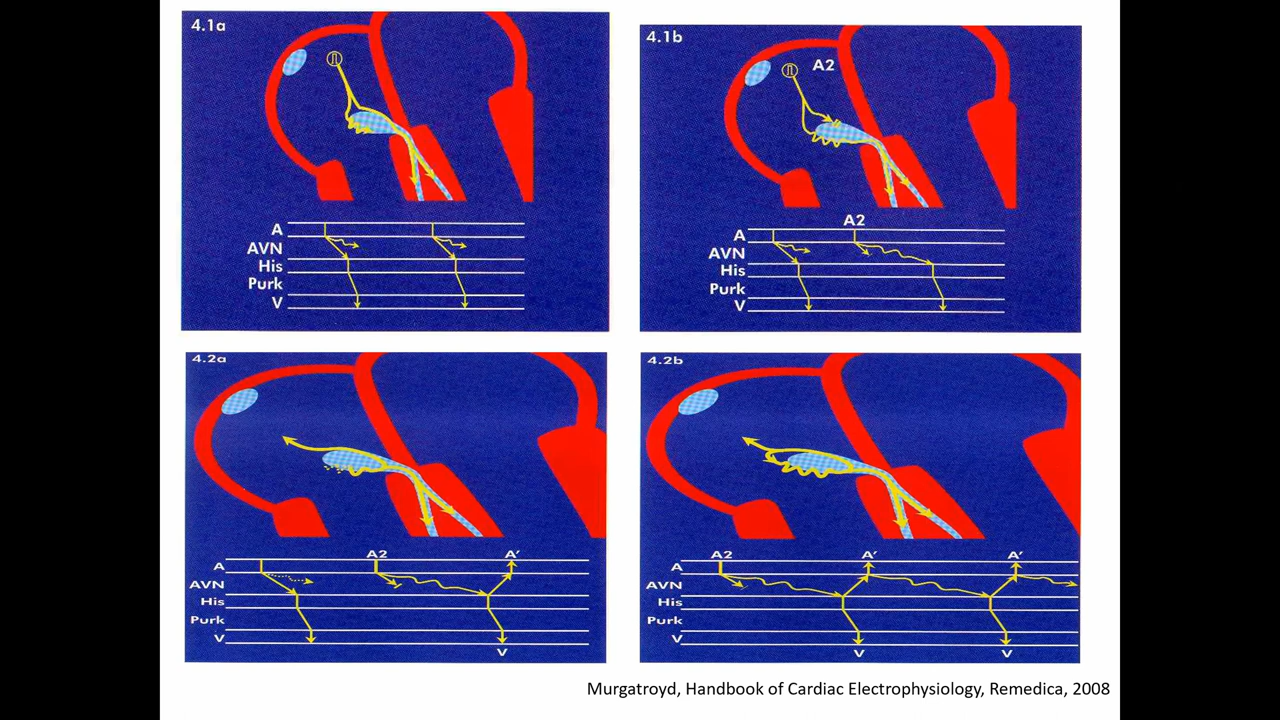 4.1a
A
AVN
His
Purk
V
4.1b
A2
A2
A
AVN
His
Purk
V
4.2a
A2 A′
A
AVN
His
Purk
V
V
4.2b
A2 A′ A′
A
AVN
His
Purk
V
V V
Murgatroyd, Handbook of Cardiac Electrophysiology, Remedica, 2008